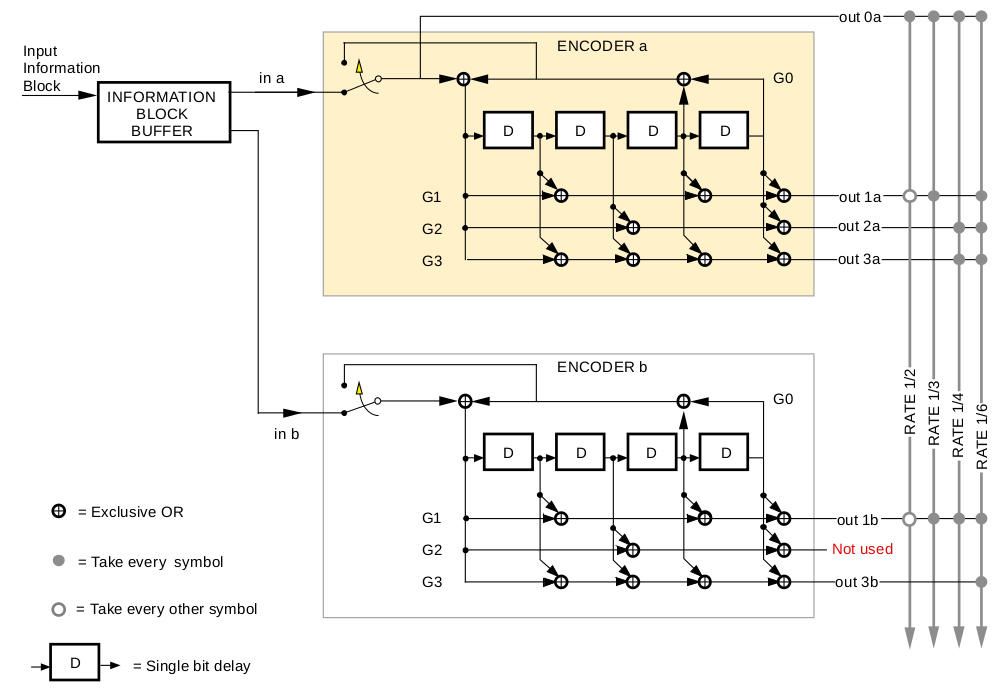 out 0a
Input
Information
Block
ENCODER a
in a
G0
INFORMATION
BLOCK
BUFFER
D
D
D
D
G1
out 1a
G2
out 2a
G3
out 3a
ENCODER b
RATE 1/2
RATE 1/3
RATE 1/4
RATE 1/6
G0
in b
D
D
D
D
G1
out 1b
G2
Not used
G3
out 3b
= Exclusive OR
= Take every symbol
= Take every other symbol
D
= Single bit delay